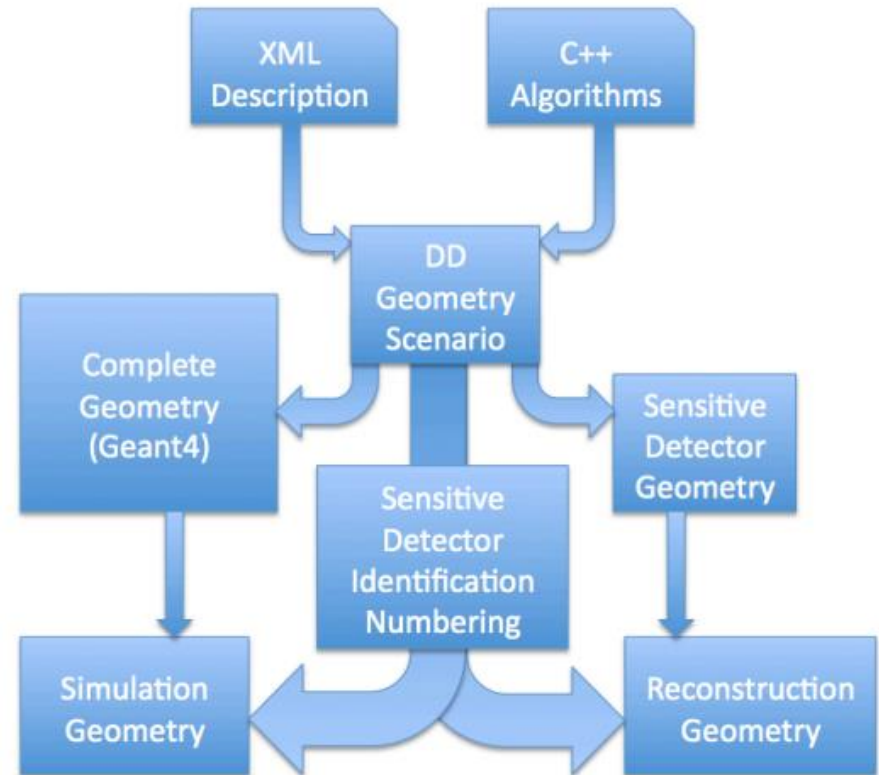 XML
Description
C++
Algorithms
DD
Geometry
Scenario
Complete
Geometry
(Geant4)
Sensitive
Detector
Geometry
Sensitive
Detector
Identification
Numbering
Simulation
Geometry
Reconstruction
Geometry